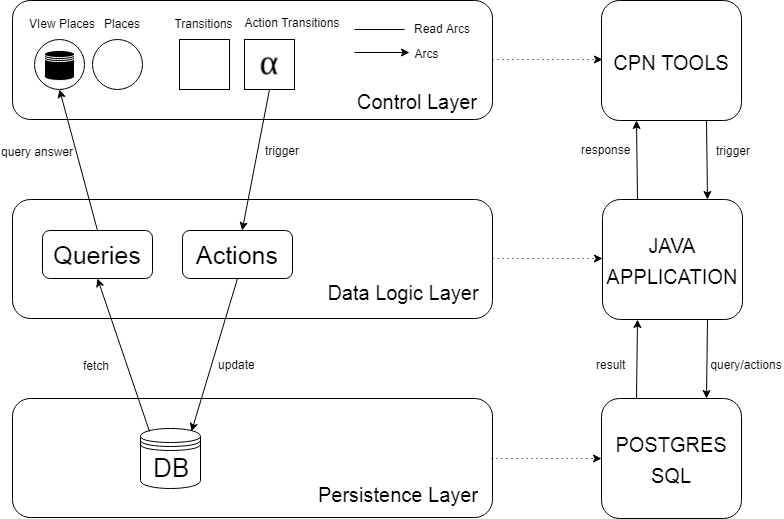 VIew Places
Places
Transitions
Action Transitions
Read Arcs
Arcs
α
Control Layer
CPN TOOLS
query answer
trigger
response
trigger
Queries
Actions
Data Logic Layer
JAVA
APPLICATION
fetch
update
result
query/actions
DB
Persistence Layer
POSTGRES
SQL